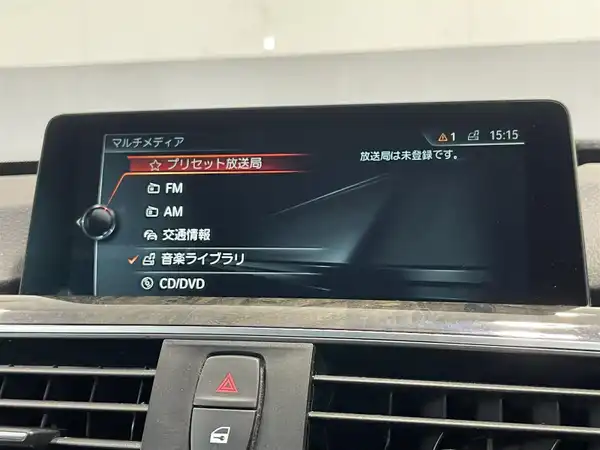 マルチメディア
1 15:15
プリセット放送局
放送局は未登録です。
FM
AM
交通情報
音楽ライブラリ
CD/DVD